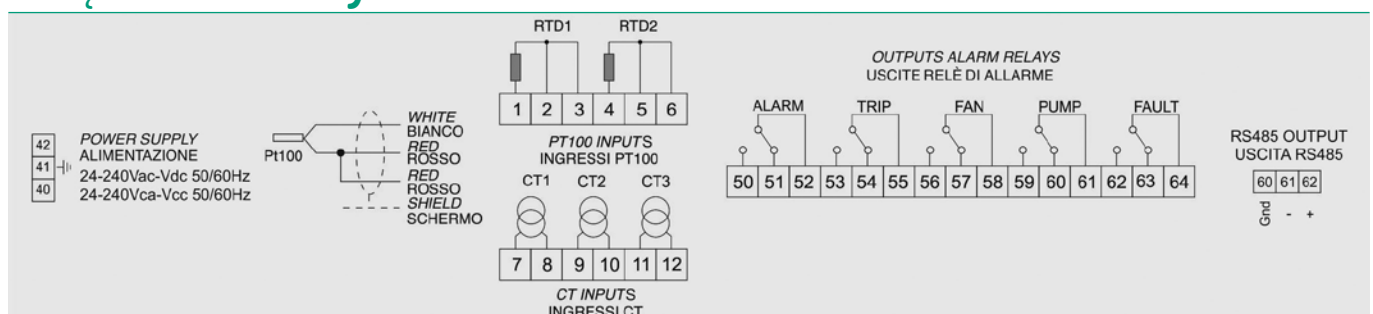 42
41
40
POWER SUPPLY
ALIMENTAZIONE
24-240Vac-Vdc 50/60Hz
24-240Vca-Vcc 50/60Hz
Pt100
WHITE
BIANCO
RED
ROSSO
RED
ROSSO
SHIELD
SCHERMO
RTD1 RTD2
1 2 3 4 5 6
PT100 INPUTS
INGRESSI PT100
CT1 CT2 CT3
7 8 9 10 11 12
CT INPUTS
INGRESSI CT
OUTPUTS ALARM RELAYS
USCITE RELÈ DI ALLARME
ALARM TRIP FAN PUMP FAULT
50 51 52 53 54 55 56 57 58 59 60 61 62 63 64
RS485 OUTPUT
USCITA RS485
60 61 62
Gnd - +